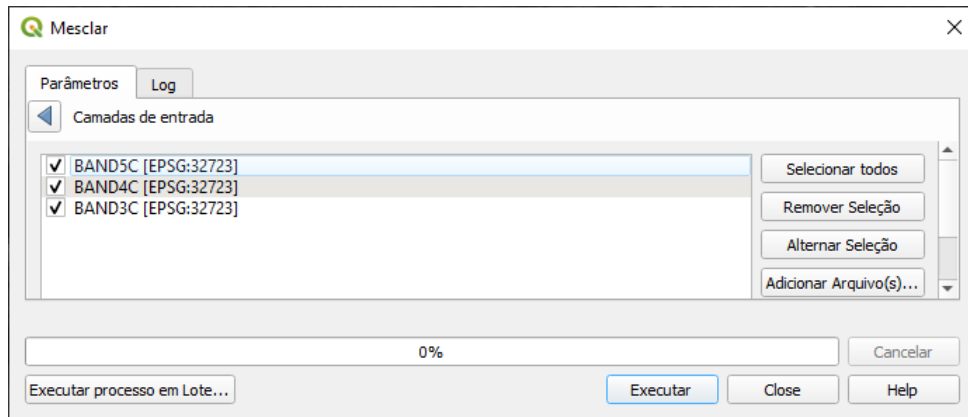 Mesclar
Parâmetros
Log
Camadas de entrada
BAND5C [EPSG:32723]
BAND4C [EPSG:32723]
BAND3C [EPSG:32723]
Selecionar todos
Remover Seleção
Alternar Seleção
Adicionar Arquivo(s)...
0%
Cancelar
Executar processo em Lote...
Executar
Close
Help